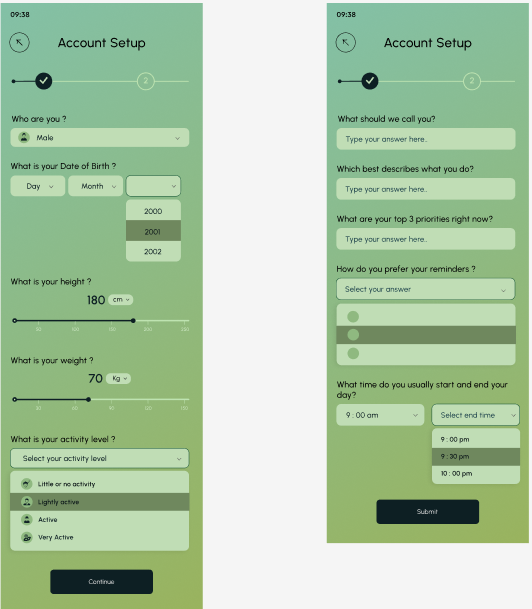 09:38
Account Setup
2
Who are you ?
Male
What is your Date of Birth ?
Day
Month
2000
2001
2002
What is your height ?
180 cm
What is your weight ?
70 Kg
What is your activity level ?
Select your activity level
Little or no activity
Lightly active
Active
Very Active
Continue
09:38
Account Setup
2
What should we call you?
Type your answer here..
Which best describes what you do?
Type your answer here..
What are your top 3 priorities right now?
Type your answer here..
How do you prefer your reminders ?
Select your answer
What time do you usually start and end your
day?
9 : 00 am
Select end time
9 : 00 pm
9 : 30 pm
10 : 00 pm
Submit